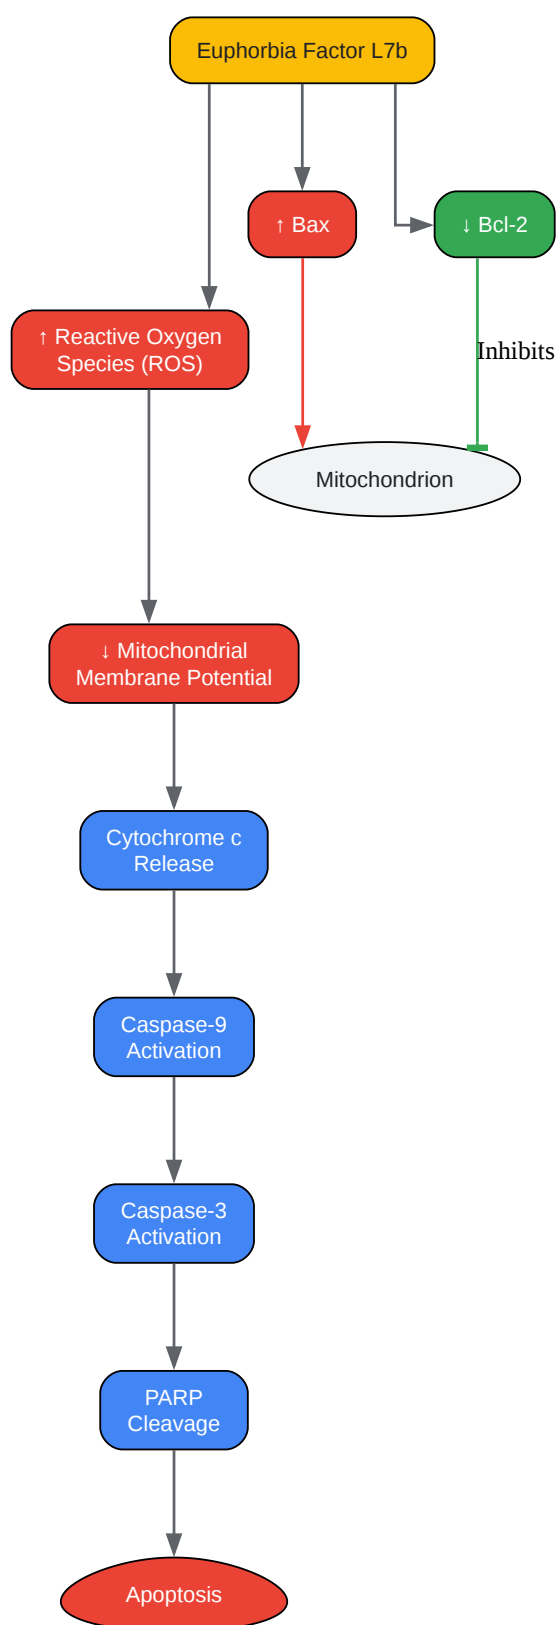 Euphorbia Factor L7b
↑ Bax
↓ Bcl-2
↑ Reactive Oxygen
Species (ROS)
Inhibits
Mitochondrion
↓ Mitochondrial
Membrane Potential
Cytochrome c
Release
Caspase-9
Activation
Caspase-3
Activation
PARP
Cleavage
Apoptosis